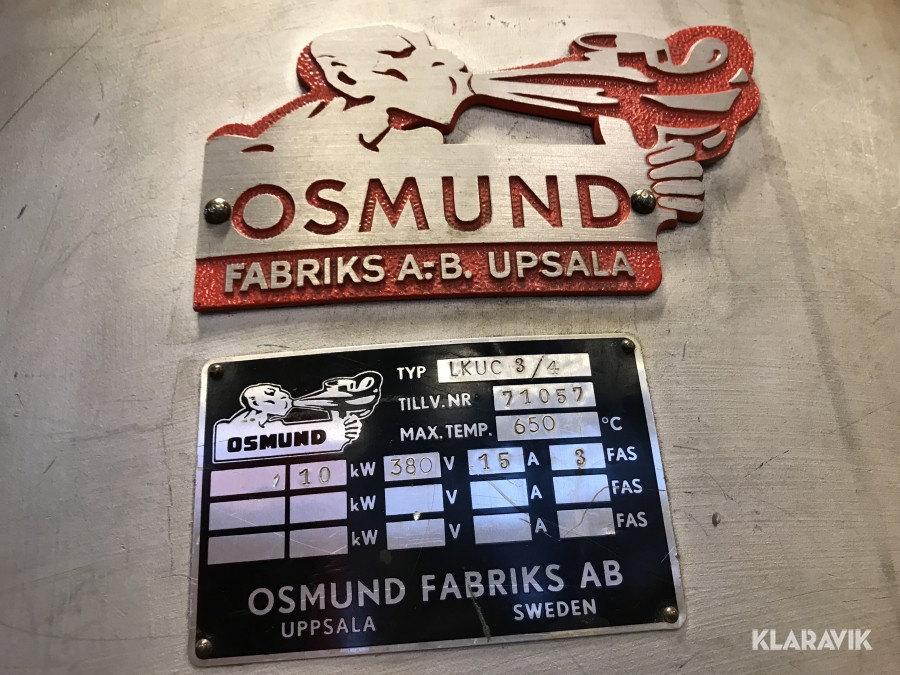 OSMUND
FABRIKS A.-B. UPSALA
TYP LKUC 3/4
TILLV. NR 71057
MAX. TEMP. 650 °C
OSMUND
10 kW 380 V 15 A 3 FAS
kW V A FAS
kW V A FAS
OSMUND FABRIKS AB
UPPSALA SWEDEN
KLARAVIK